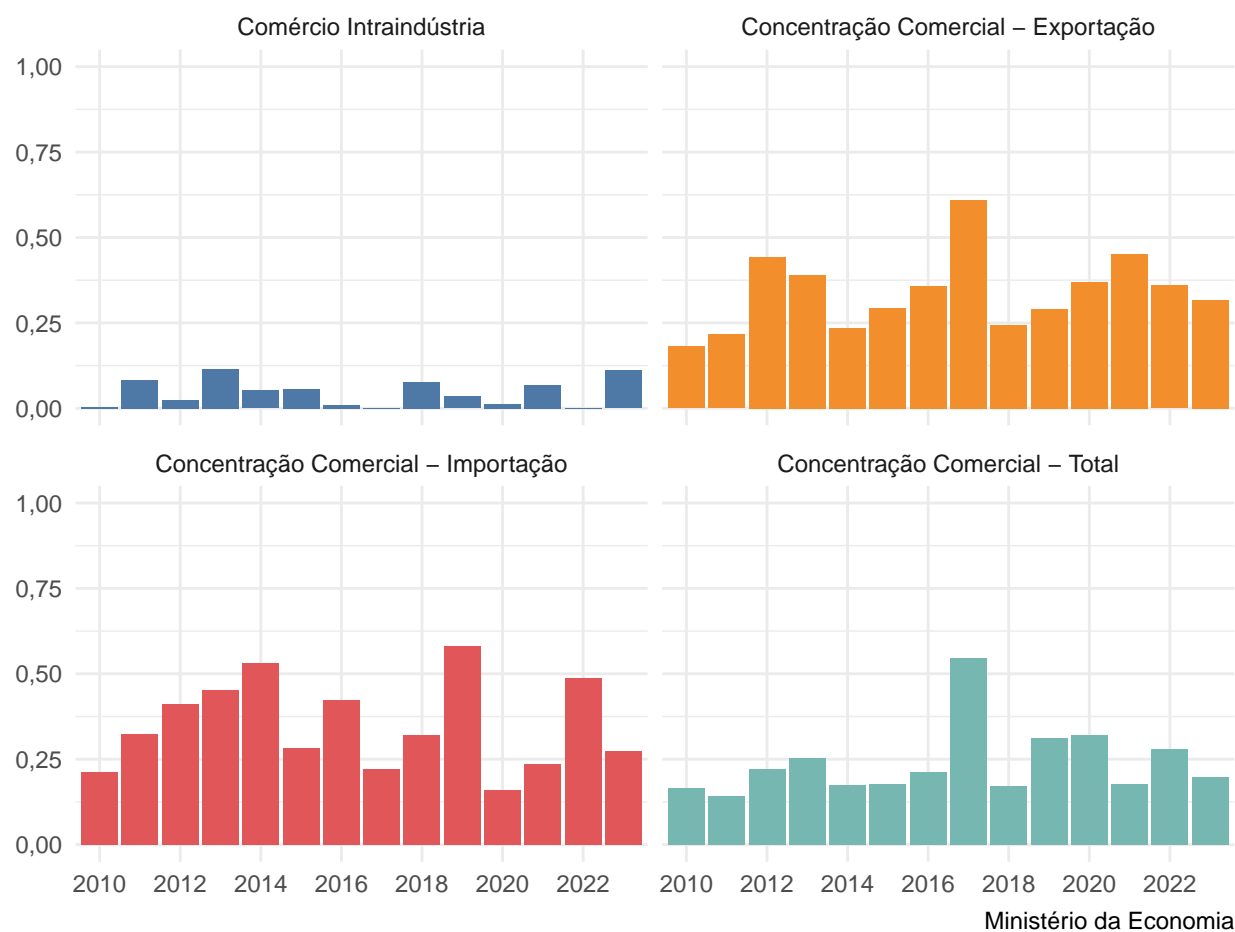 Comércio Intraindústria
Concentração Comercial – Exportação
1,00
0,75
0,50
0,25
0,00
Concentração Comercial – Importação
Concentração Comercial – Total
1,00
0,75
0,50
0,25
0,00
2010 2012 2014 2016 2018 2020 2022
2010 2012 2014 2016 2018 2020 2022
Ministério da Economia